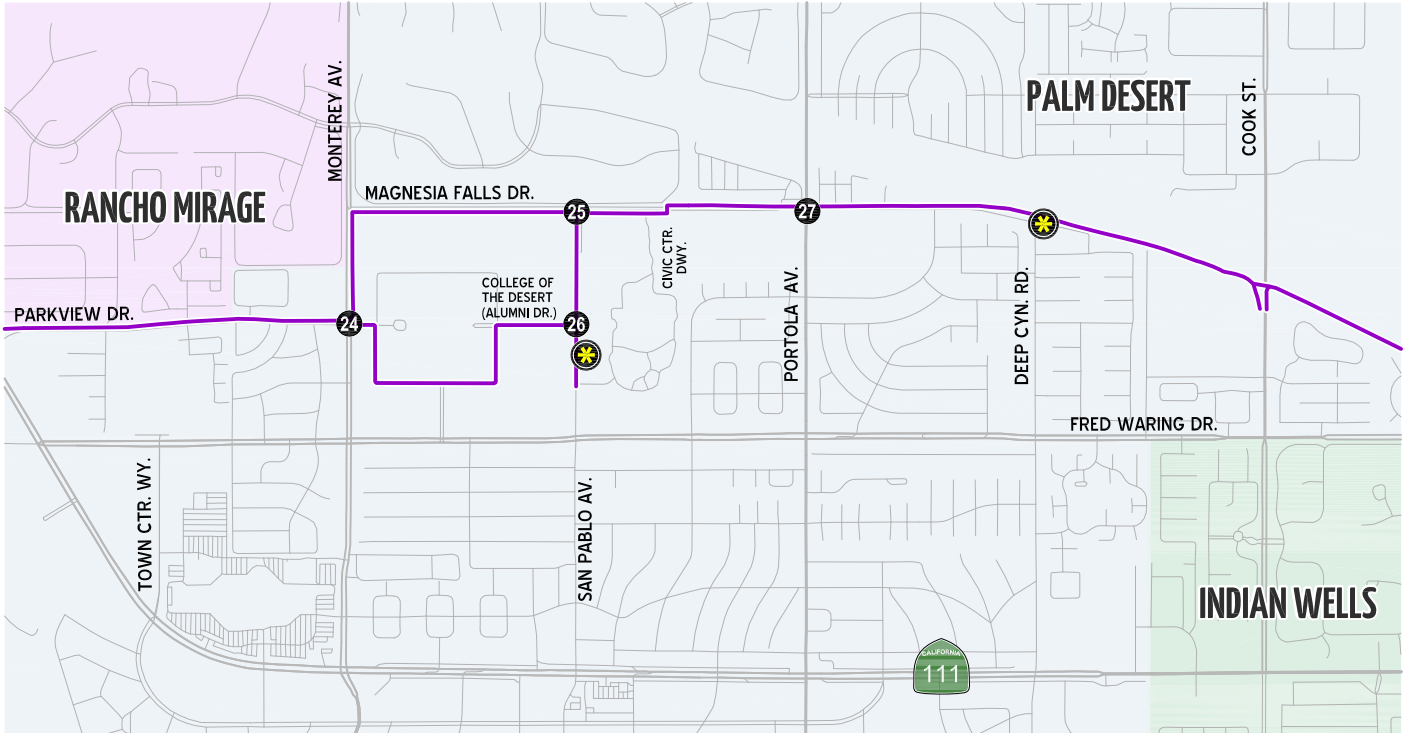 PALM DESERT
MONTEREY AV.
COOK ST.
RANCHO MIRAGE
MAGNESIA FALLS DR.
25
27
CIVIC CTR.
DWY.
COLLEGE OF
THE DESERT
(ALUMNI DR.)
PARKVIEW DR.
24
26
PORTOLA AV.
DEEP CYN. RD.
FRED WARING DR.
TOWN CTR. WY.
SAN PABLO AV.
INDIAN WELLS
CALIFORNIA
111